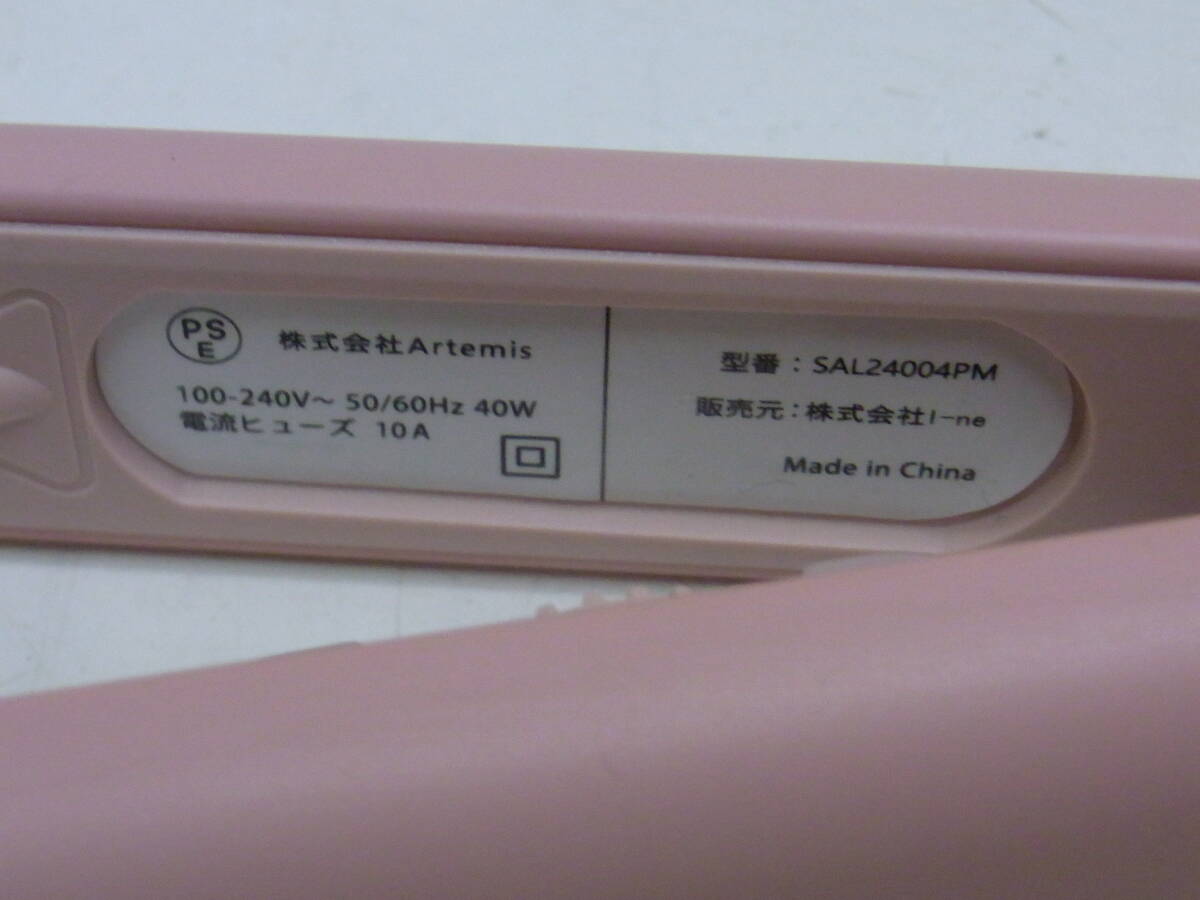 PS
E
株式会社Artemis
100-240V～ 50/60Hz 40W
電流ヒューズ 10A
型番：SAL24004PM
販売元：株式会社I-ne
Made in China